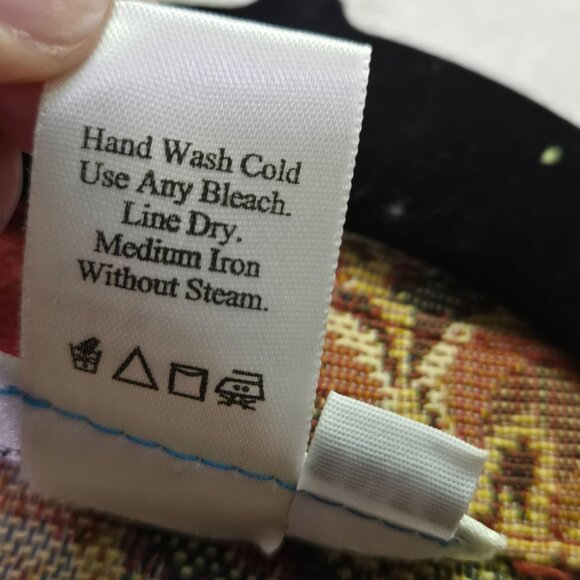 Hand Wash Cold
Use Any Bleach.
Line Dry.
Medium Iron
Without Steam.